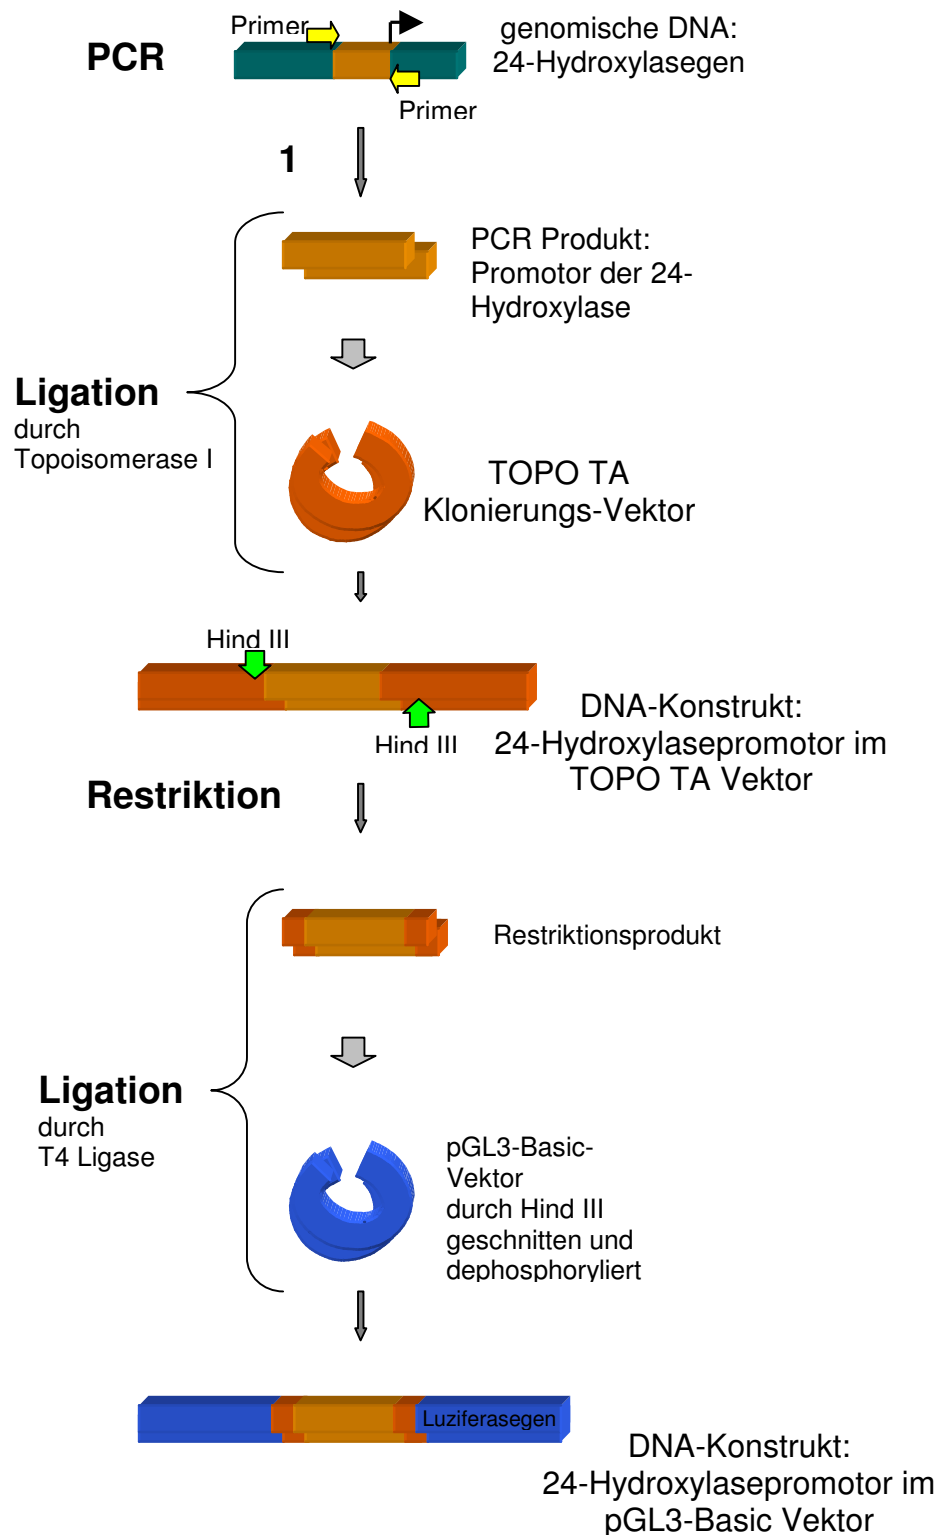 Primer
PCR
genomische DNA:
24-Hydroxylasegen
Primer
1
PCR Produkt:
Promotor der 24-
Hydroxylase
Ligation
durch
Topoisomerase I
TOPO TA
Klonierungs-Vektor
Hind III
Hind III
DNA-Konstrukt:
24-Hydroxylasepromotor im
TOPO TA Vektor
Restriktion
Restriktionsprodukt
Ligation
durch
T4 Ligase
pGL3-Basic-
Vektor
durch Hind III
geschnitten und
dephosphoryliert
Luziferasegen
DNA-Konstrukt:
24-Hydroxylasepromotor im
pGL3-Basic Vektor